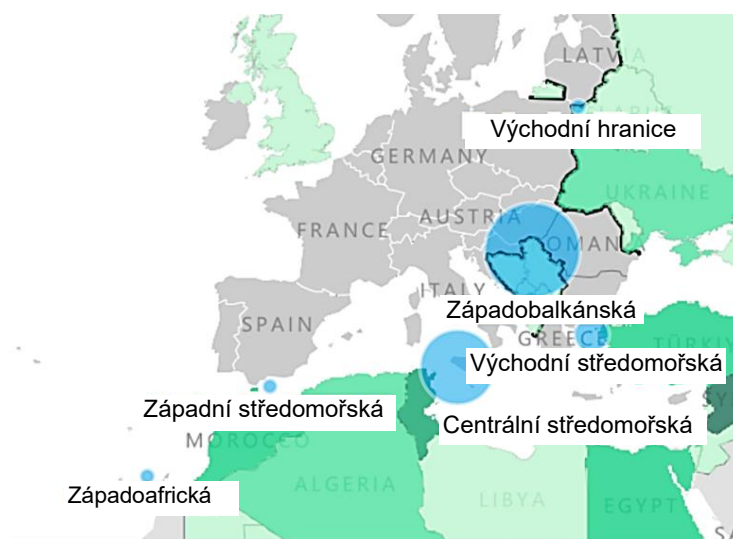 LATVIA
Východní hranice
GERMANY
UKRAINE
AUSTRIA
FRANCE
ITALY
Západobalkánská
SPAIN
GREECE
Východní středomořská
Západní středomořská
Centrální středomořská
MOROCCO
Západoafrická
ALGERIA
LIBYA
EGYPT